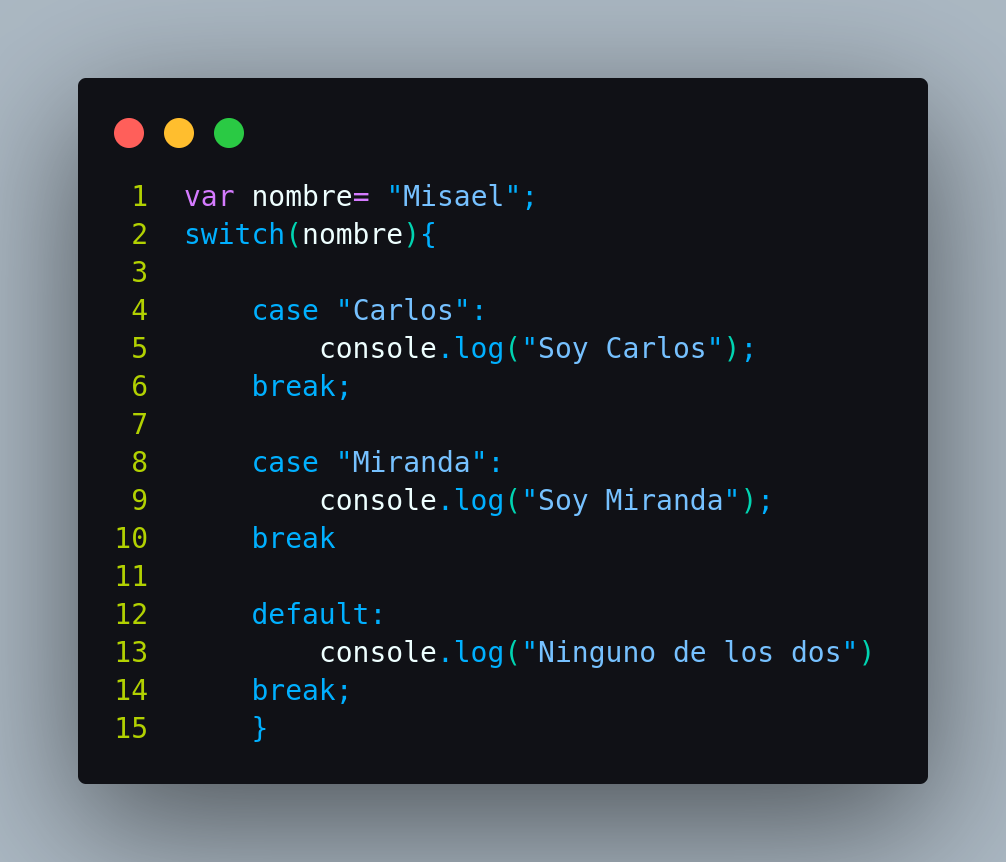 1 var nombre= "Misael";
2 switch(nombre){
3
4     case "Carlos":
5         console.log("Soy Carlos");
6     break;
7
8     case "Miranda":
9         console.log("Soy Miranda");
10     break
11
12     default:
13         console.log("Ninguno de los dos")
14     break;
15     }